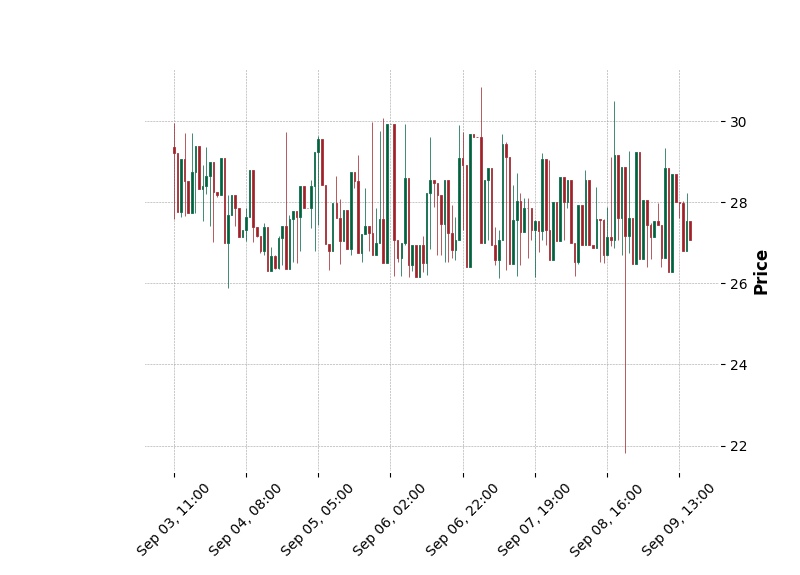 30
28
26
24
22
Price
Sep 03, 11:00
Sep 04, 08:00
Sep 05, 05:00
Sep 06, 02:00
Sep 06, 22:00
Sep 07, 19:00
Sep 08, 16:00
Sep 09, 13:00